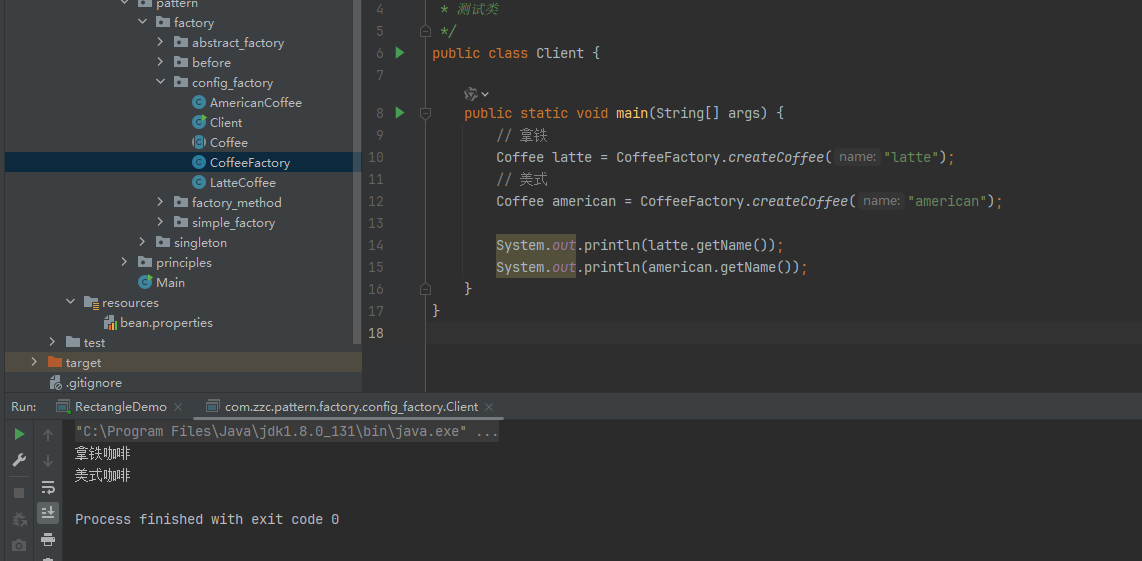 pattern
factory
abstract_factory
before
config_factory
AmericanCoffee
Client
Coffee
CoffeeFactory
LatteCoffee
factory_method
simple_factory
singleton
principles
Main
resources
bean.properties
test
target
.gitignore
4 * 测试类
5 */
6 public class Client {
7
8 public static void main(String[] args) {
9 // 拿铁
10 Coffee latte = CoffeeFactory.createCoffee( name: "latte");
11 // 美式
12 Coffee american = CoffeeFactory.createCoffee( name: "american");
13
14 System.out.println(latte.getName());
15 System.out.println(american.getName());
16 }
17 }
18
Run: RectangleDemo × com.zzc.pattern.factory.config_factory.Client ×
"C:\Program Files\Java\jdk1.8.0_131\bin\java.exe" ...
拿铁咖啡
美式咖啡
Process finished with exit code 0